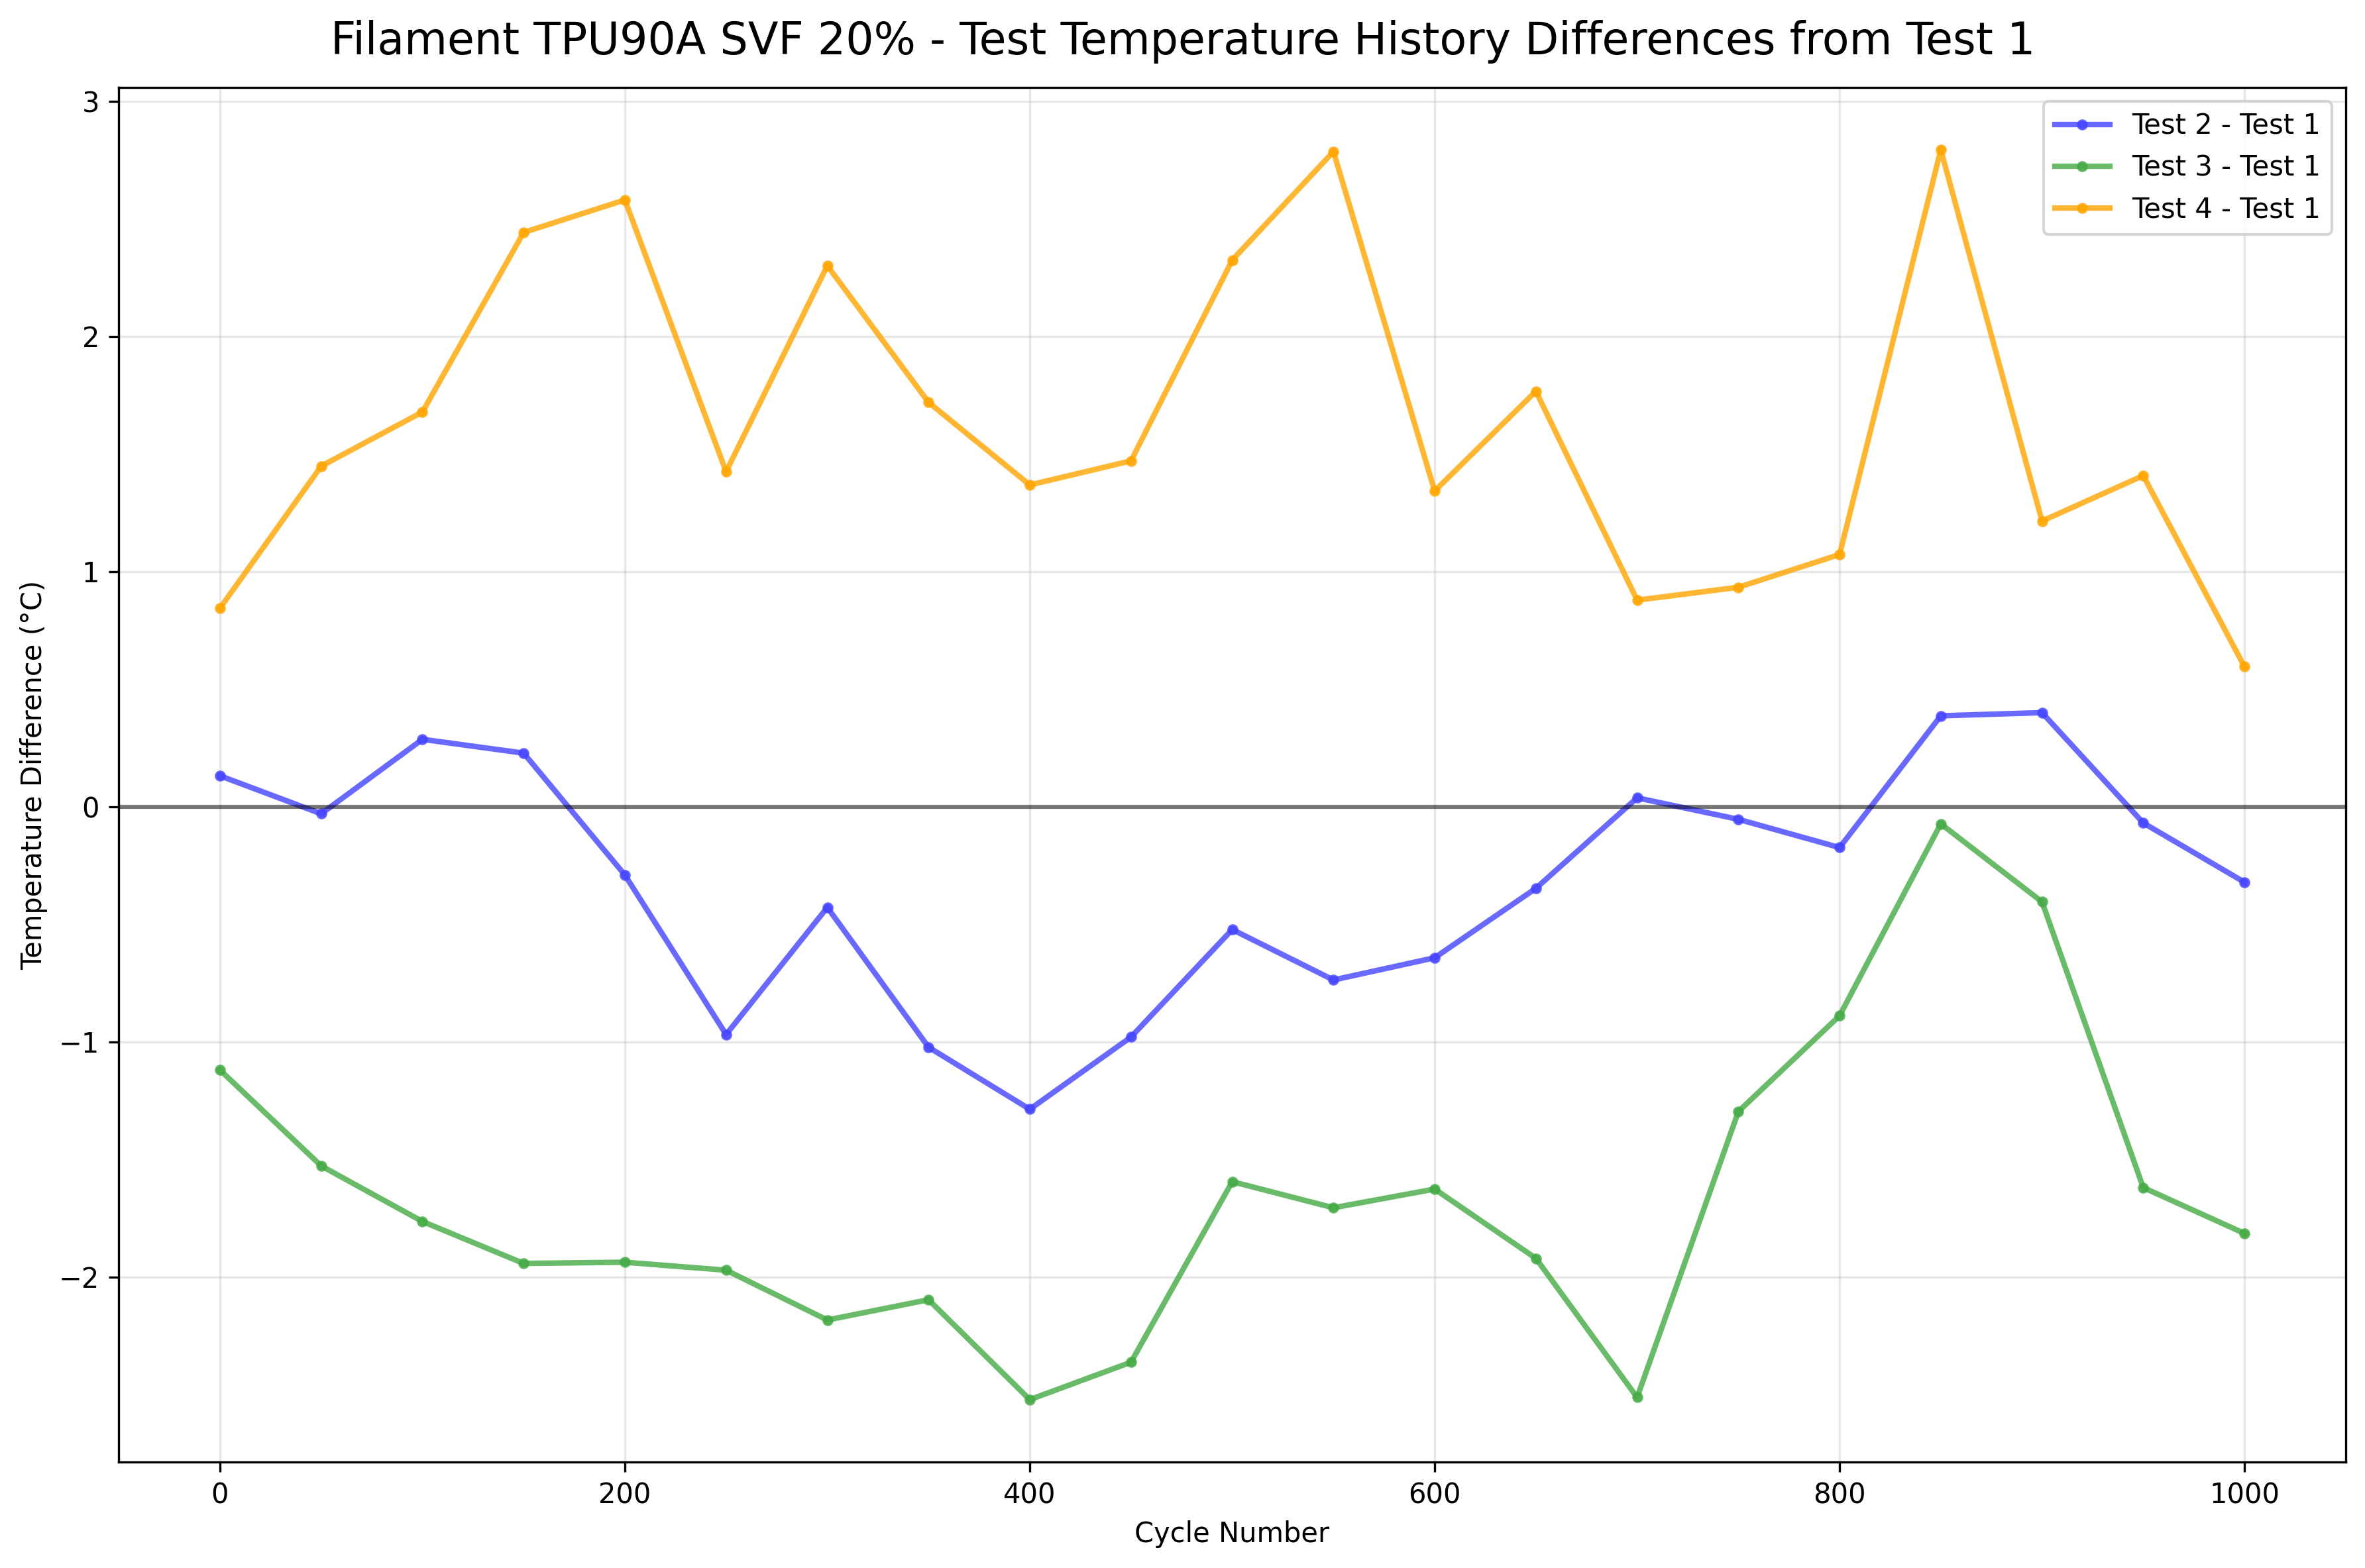 Filament TPU90A SVF 20% - Test Temperature History Differences from Test 1
Test 2 - Test 1
Test 3 - Test 1
Test 4 - Test 1
Temperature Difference (°C)
3
2
1
0
−1
−2
0
200
400
600
800
1000
Cycle Number